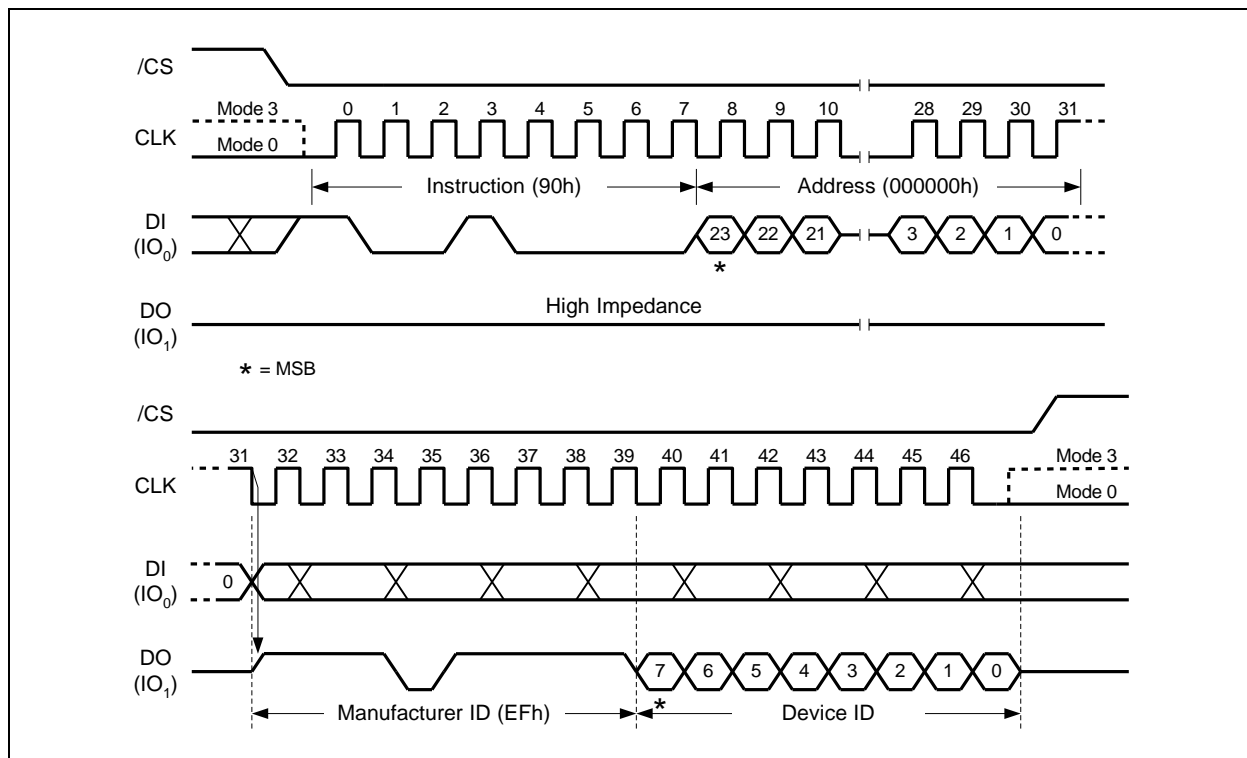 /CS
Mode 3 0 1 2 3 4 5 6 7 8 9 10 28 29 30 31
CLK
Mode 0
Instruction (90h) Address (000000h)
DI
(IO0) 23 22 21 3 2 1 0
*
High Impedance
DO
(IO1)
* = MSB
/CS
31 32 33 34 35 36 37 38 39 40 41 42 43 44 45 46 Mode 3
CLK
Mode 0
DI
(IO0) 0
DO
(IO1) 7 6 5 4 3 2 1 0
*
Manufacturer ID (EFh) Device ID